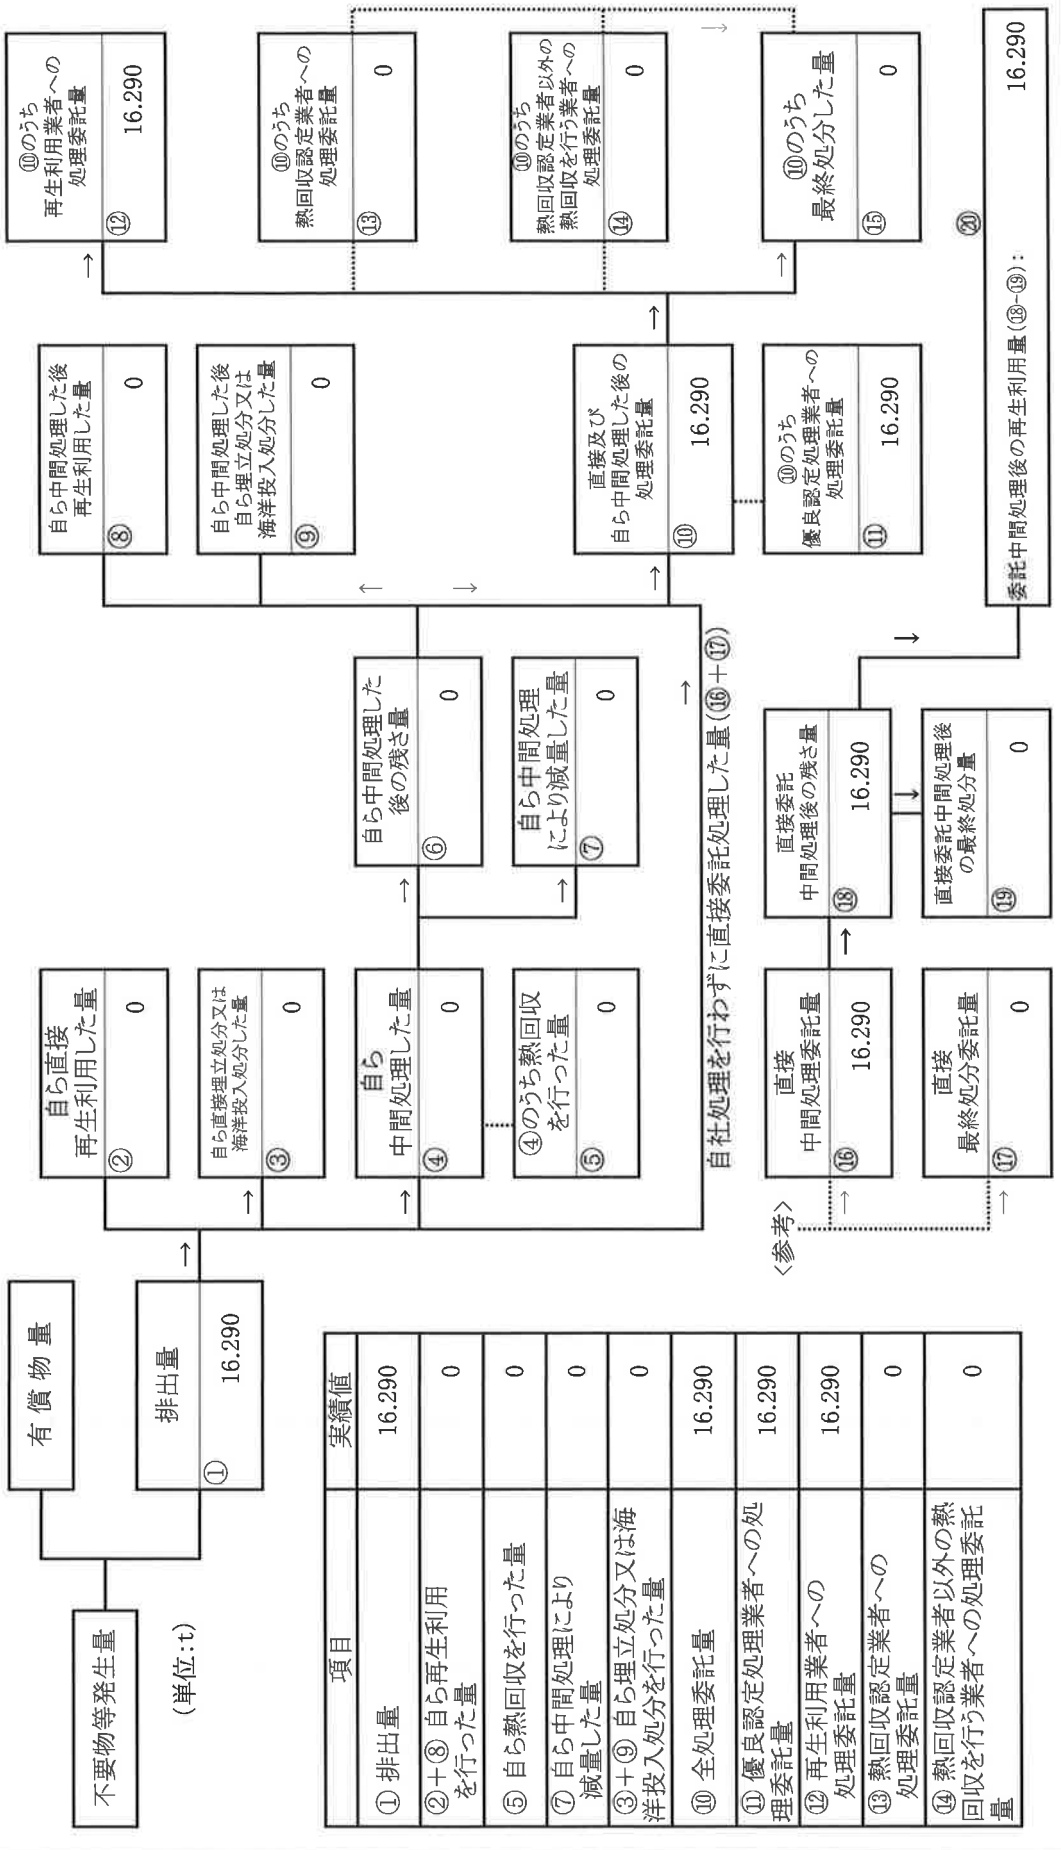 不要物等発生量
有償物量
①
排出量
16.290
(単位:t)
②
自ら直接
再生利用した量
0
③
自ら直接埋立処分又は
海洋投入処分した量
0
④
自ら
中間処理した量
0
⑤
④のうち熱回収
を行った量
0
⑥
自ら中間処理した
後の残さ量
0
⑦
自ら中間処理
により減量した量
0
⑧
自ら中間処理した後
再生利用した量
0
⑨
自ら中間処理した後
自ら埋立処分又は
海洋投入処分した量
0
⑩
直接及び
自ら中間処理した後の
処理委託量
16.290
⑪
⑩のうち
優良認定処理業者への
処理委託量
16.290
⑫
⑩のうち
再生利用業者への
処理委託量
16.290
⑬
⑩のうち
熱回収認定業者への
処理委託量
0
⑭
⑩のうち
熱回収認定業者以外の
熱回収を行う業者への
処理委託量
0
⑮
⑩のうち
最終処分した量
0
自社処理を行わずに直接委託処理した量(⑯+⑰)
<参考>
⑯
直接
中間処理委託量
16.290
⑰
直接
最終処分委託量
0
⑱
直接委託
中間処理後の残さ量
16.290
⑲
直接委託中間処理後
の最終処分量
0
⑳
委託中間処理後の再生利用量(⑱-⑲): 16.290
項目 実績値
①排出量 16.290
②+⑧ 自ら再生利用
を行った量 0
⑤ 自ら熱回収を行った量 0
⑦ 自ら中間処理により
減量した量 0
③+⑨ 自ら埋立処分又は海
洋投入処分を行った量 0
⑩ 全処理委託量 16.290
⑪ 優良認定処理業者への処
理委託量 16.290
⑫ 再生利用業者への
処理委託量 16.290
⑬ 熱回収認定業者への
処理委託量 0
⑭ 熱回収認定業者以外の熱
回収を行う業者への処理委託
量 0